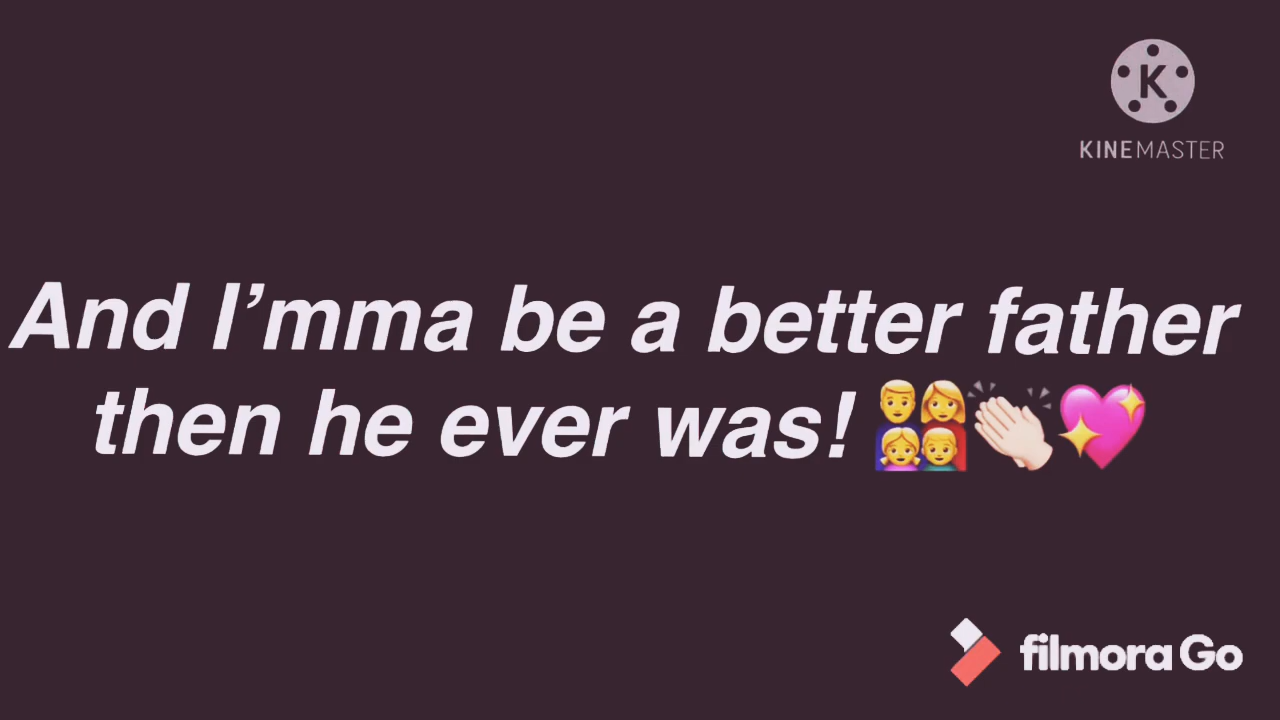 K
KINEMASTER
And I’mma be a better father
then he ever was! 👨‍👩‍👧‍👦👏🏻💖
filmora Go